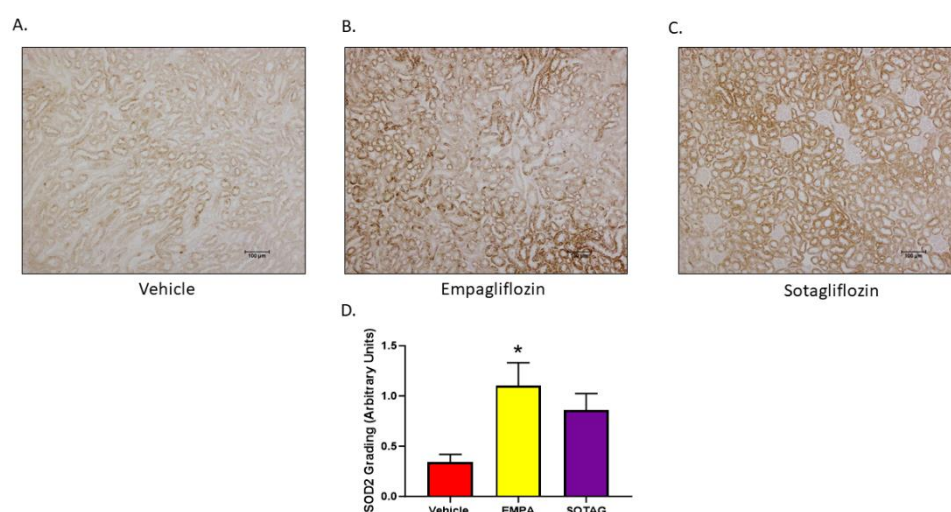 A.
B.
C.
100 µm
Vehicle
Empagliflozin
Sotagliflozin
D.
SOD2 Grading (Arbitrary Units)
1.5
1.0
0.5
0.0
*
Vehicle
EMPA
SOTAG